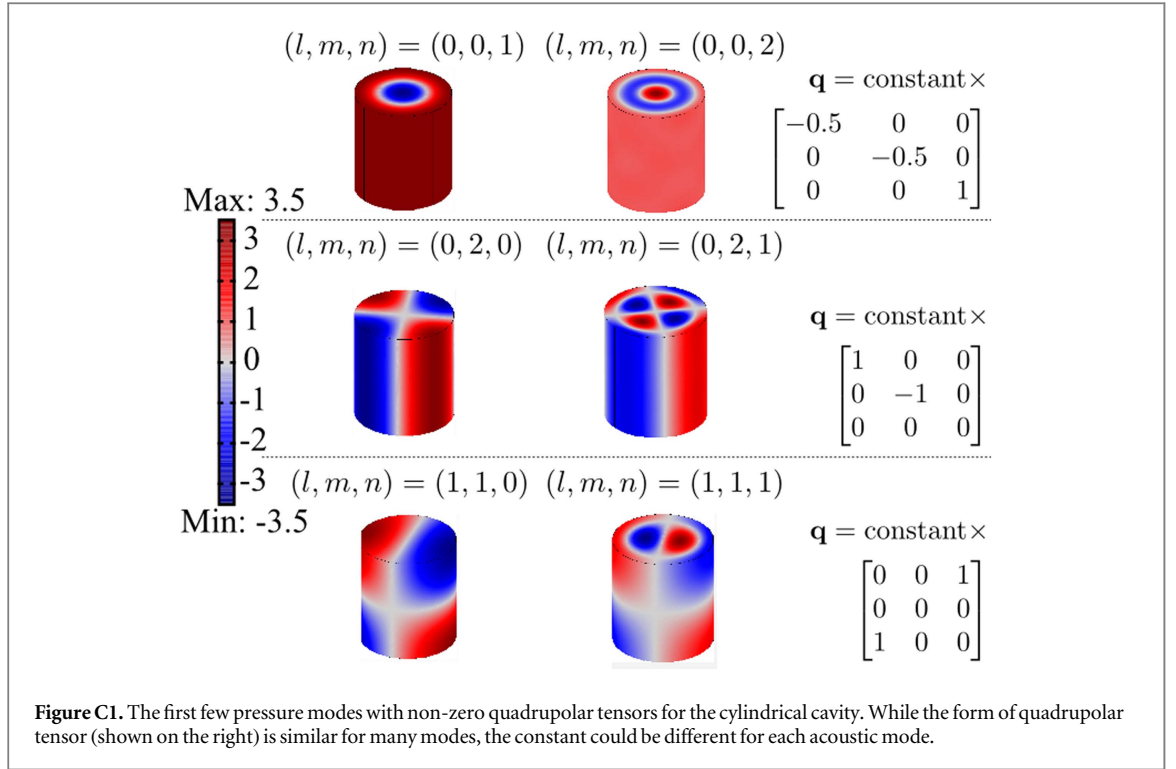 (l, m, n) = (0, 0, 1) (l, m, n) = (0, 0, 2)
q = constant×
−0.5 0 0
0 −0.5 0
0 0 1
Max: 3.5
3
2
1
0
-1
-2
-3
Min: -3.5
(l, m, n) = (0, 2, 0) (l, m, n) = (0, 2, 1)
q = constant×
1 0 0
0 −1 0
0 0 0
(l, m, n) = (1, 1, 0) (l, m, n) = (1, 1, 1)
q = constant×
0 0 1
0 0 0
1 0 0
Figure C1. The first few pressure modes with non-zero quadrupolar tensors for the cylindrical cavity. While the form of quadrupolar
tensor (shown on the right) is similar for many modes, the constant could be different for each acoustic mode.